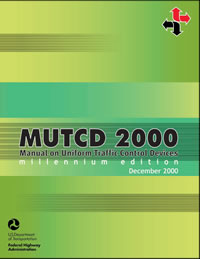 MUTCD 2000
Manual on Uniform Traffic Control Devices
millennium edition
December 2000
U.S. Department
of Transportation
Federal Highway
Administration